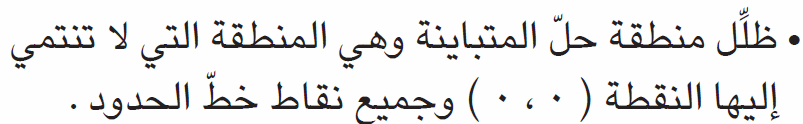 • ظلِّل منطقة حلّ المتباينة وهي المنطقة التي لا تنتمي
إليها النقطة ( ٠ ، ٠ ) وجميع نقاط خطّ الحدود .